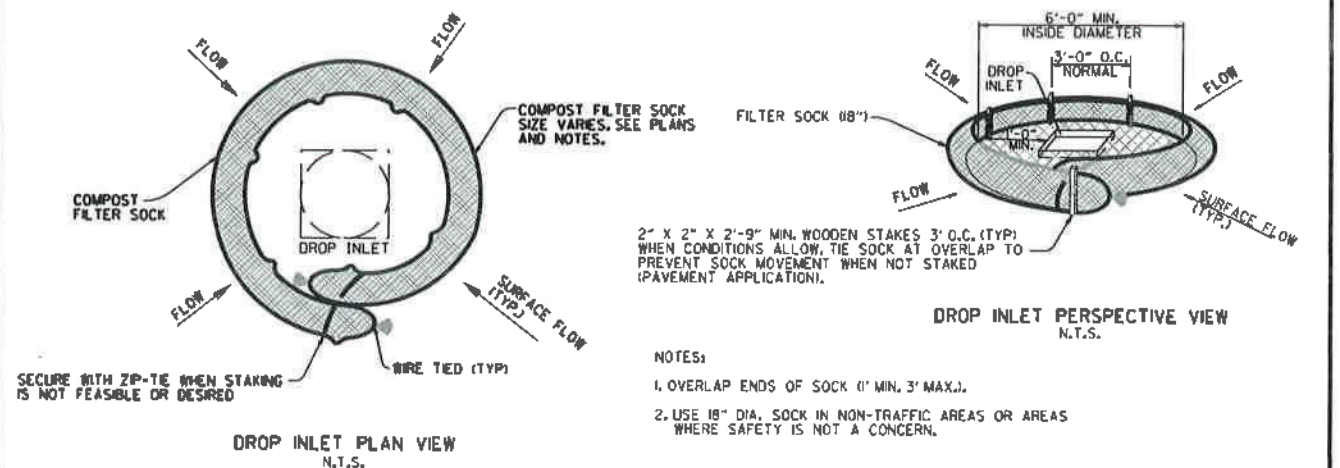 FLOW
FLOW
COMPOST FILTER SOCK
SIZE VARIES. SEE PLANS
AND NOTES.
COMPOST
FILTER SOCK
DROP INLET
FLOW
SURFACE FLOW
(TYP.)
WIRE TIED (TYP)
SECURE WITH ZIP-TIE WHEN STAKING
IS NOT FEASIBLE OR DESIRED
DROP INLET PLAN VIEW
N.T.S.
6'-0" MIN.
INSIDE DIAMETER
3'-0" O.C.
NORMAL
DROP
INLET
FLOW
FLOW
FILTER SOCK (18")
1'-0"
MIN.
FLOW
SURFACE FLOW
(TYP.)
2" X 2" X 2'-9" MIN. WOODEN STAKES 3' O.C. (TYP)
WHEN CONDITIONS ALLOW, TIE SOCK AT OVERLAP TO
PREVENT SOCK MOVEMENT WHEN NOT STAKED
(PAVEMENT APPLICATION).
DROP INLET PERSPECTIVE VIEW
N.T.S.
NOTES:
1. OVERLAP ENDS OF SOCK (1' MIN. 3' MAX.).
2. USE 18" DIA. SOCK IN NON-TRAFFIC AREAS OR AREAS
WHERE SAFETY IS NOT A CONCERN.